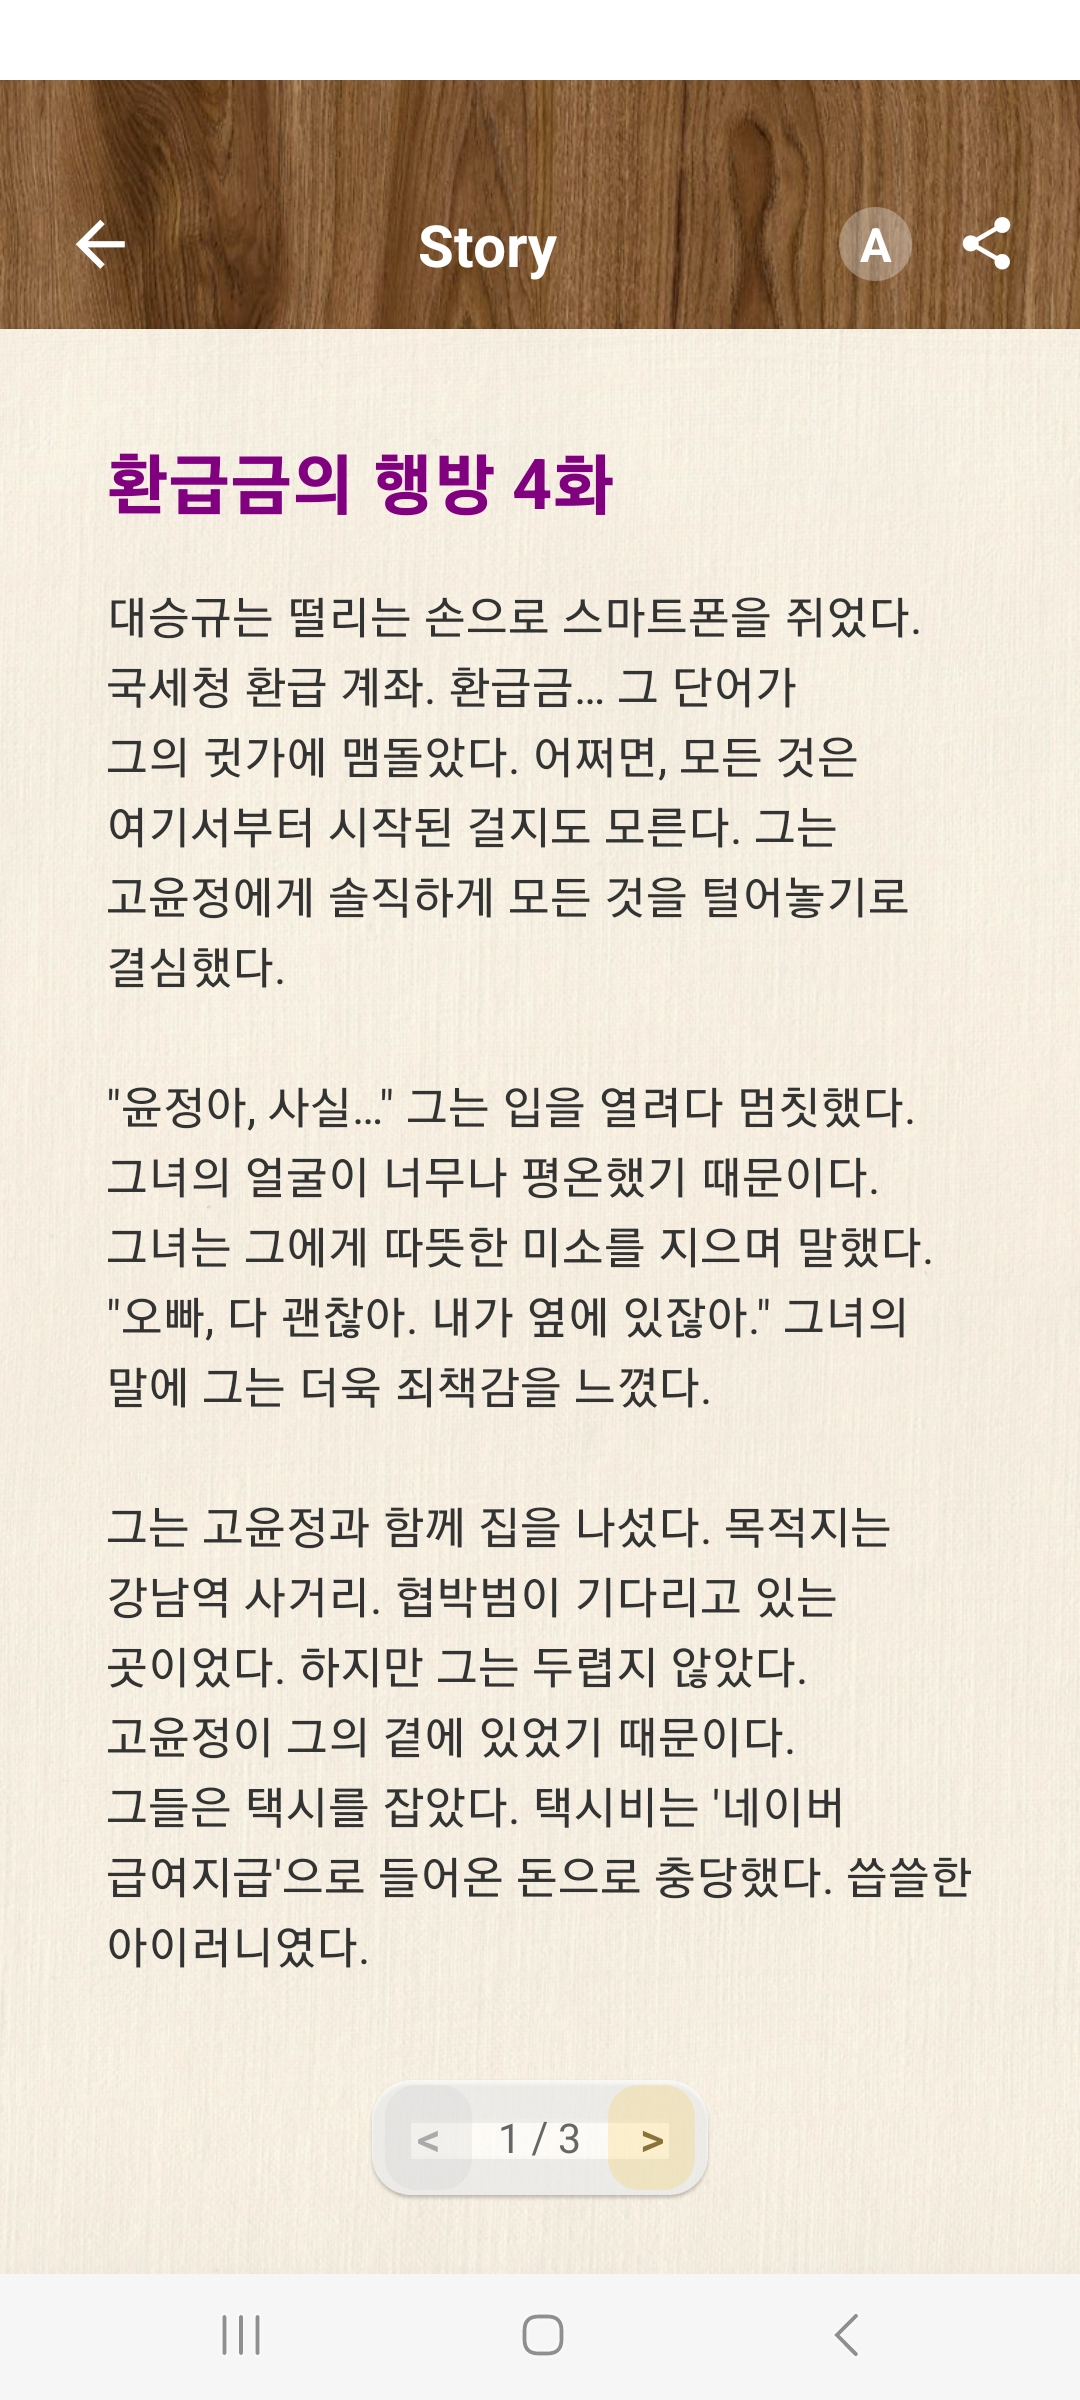 Story
A
환급금의 행방 4화
대승규는 떨리는 손으로 스마트폰을 쥐었다.
국세청 환급 계좌. 환급금... 그 단어가
그의 귓가에 맴돌았다. 어쩌면, 모든 것은
여기서부터 시작된 걸지도 모른다. 그는
고윤정에게 솔직하게 모든 것을 털어놓기로
결심했다.
"윤정아, 사실..." 그는 입을 열려다 멈칫했다.
그녀의 얼굴이 너무나 평온했기 때문이다.
그녀는 그에게 따뜻한 미소를 지으며 말했다.
"오빠, 다 괜찮아. 내가 옆에 있잖아." 그녀의
말에 그는 더욱 죄책감을 느꼈다.
그는 고윤정과 함께 집을 나섰다. 목적지는
강남역 사거리. 협박범이 기다리고 있는
곳이었다. 하지만 그는 두렵지 않았다.
고윤정이 그의 곁에 있었기 때문이다.
그들은 택시를 잡았다. 택시비는 '네이버
급여지급'으로 들어온 돈으로 충당했다. 씁쓸한
아이러니였다.
< 1 / 3 >